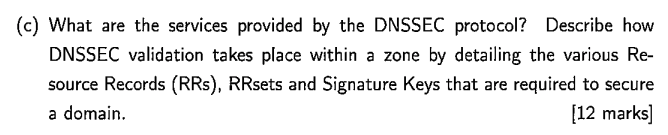 (c) What are the services provided by the DNSSEC protocol? Describe how
DNSSEC validation takes place within a zone by detailing the various Re-
source Records (RRs), RRsets and Signature Keys that are required to secure
a domain. [12 marks]